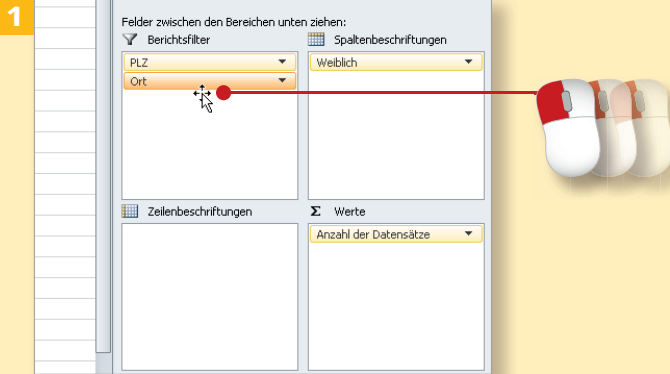 1
Felder zwischen den Bereichen unten ziehen:
Berichtsfilter
Spaltenbeschriftungen
PLZ
Weiblich
Ort
Zeilenbeschriftungen
Σ Werte
Anzahl der Datensätze